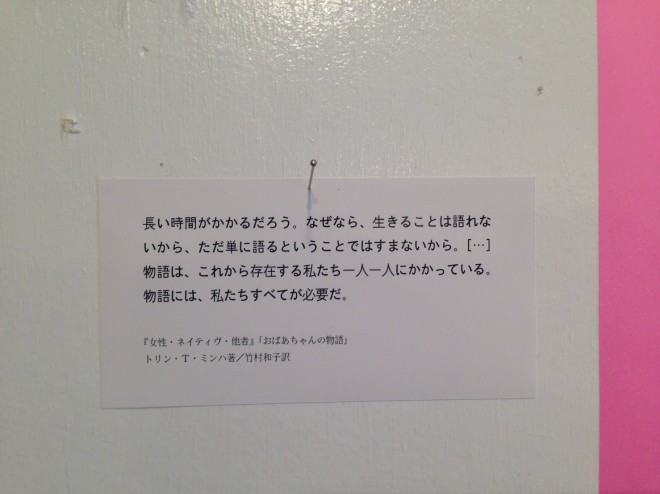 長い時間がかかるだろう。なぜなら、生きることは語れな
いから、ただ単に語るということではすまないから。[…]
物語は、これから存在する私たち一人一人にかかっている。
物語には、私たちすべてが必要だ。
『女性・ネイティヴ・他者』「おばあちゃんの物語」
トリン・T・ミンハ著／竹村和子訳